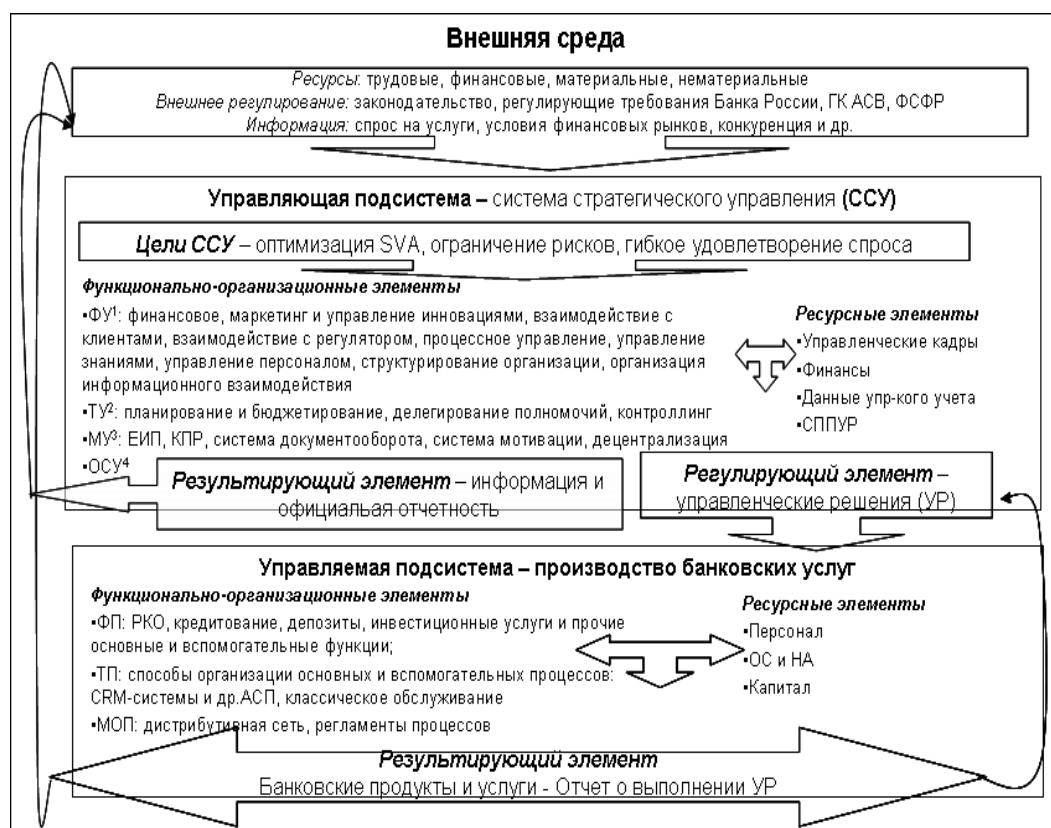 Внешняя среда
Ресурсы: трудовые, финансовые, материальные, нематериальные
Внешнее регулирование: законодательство, регулирующие требования Банка России, ГК АСВ, ФСФР
Информация: спрос на услуги, условия финансовых рынков, конкуренция и др.
Управляющая подсистема – система стратегического управления (ССУ)
Цели ССУ – оптимизация SVA, ограничение рисков, гибкое удовлетворение спроса
Функционально-организационные элементы
▪ФУ¹: финансовое, маркетинг и управление инновациями, взаимодействие с
клиентами, взаимодействие с регулятором, процессное управление, управление
знаниями, управление персоналом, структурирование организации, организация
информационного взаимодействия
▪ТУ²: планирование и бюджетирование, делегирование полномочий, контроллинг
▪МУ³: ЕИП, КПР, система документооборота, система мотивации, децентрализация
▪ОСУ⁴
Ресурсные элементы
▪Управленческие кадры
▪Финансы
▪Данные упр-кого учета
▪СППУР
Результирующий элемент – информация и
официальая отчетность
Регулирующий элемент –
управленческие решения (УР)
Управляемая подсистема – производство банковских услуг
Функционально-организационные элементы
▪ФП: РКО, кредитование, депозиты, инвестиционные услуги и прочие
основные и вспомогательные функции;
▪ТП: способы организации основных и вспомогательных процессов:
CRM-системы и др.АСП, классическое обслуживание
▪МОП: дистрибутивная сеть, регламенты процессов
Ресурсные элементы
▪Персонал
▪ОС и НА
▪Капитал
Результирующий элемент
Банковские продукты и услуги - Отчет о выполнении УР